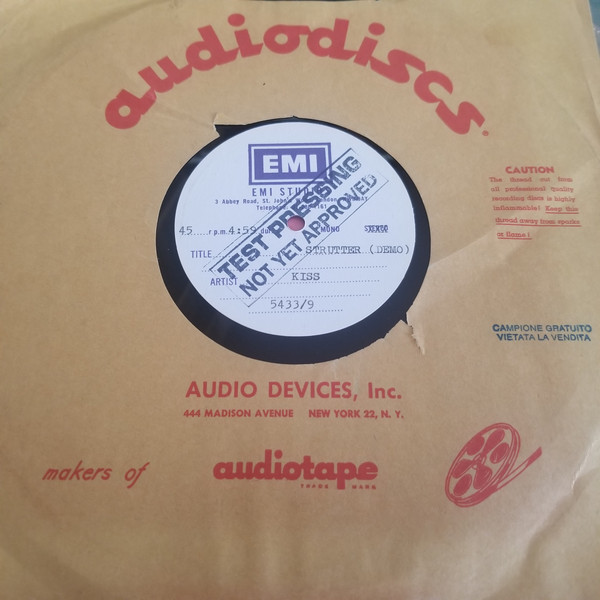 audiodiscs
CAUTION
The thread cut from
all professional quality
recording discs is highly
inflammable! Keep this
thread away from sparks
or flame!
EMI
3 Abbey Road, St. John's
45 r.p.m. 4:59 MONO STEREO
TEST PRESSING
NOT YET APPROVED
TITLE STRUTTER (DEMO)
ARTIST KISS
5433/9
CAMPIONE GRATUITO
VIETATA LA VENDITA
AUDIO DEVICES, Inc.
444 MADISON AVENUE NEW YORK 22, N. Y.
makers of audiotape
TRADE MARK